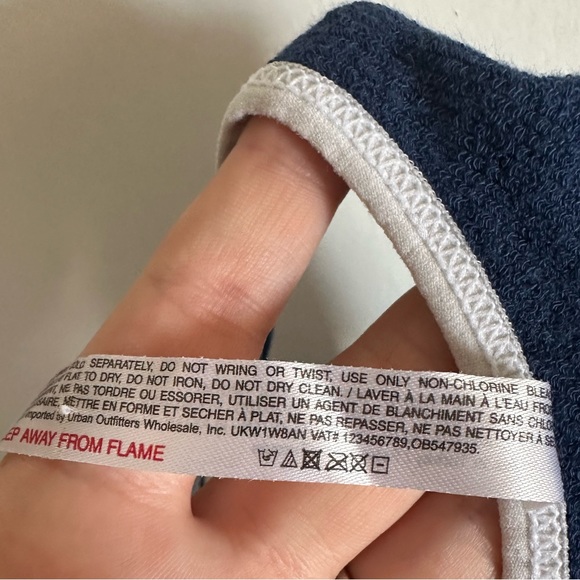 SEPARATELY, DO NOT WRING OR TWIST, USE ONLY NON-CHLORINE
FLAT TO DRY, DO NOT IRON, DO NOT DRY CLEAN. / LAVER À LA MAIN À L'EAU
NE PAS TORDRE OU ESSORER, UTILISER UN AGENT DE BLANCHIMENT SANS
METTRE EN FORME ET SÉCHER À PLAT, NE PAS REPASSER, NE PAS NETTOYER À
Imported by Urban Outfitters Wholesale, Inc. UKW1W8AN VAT# 123456789,OB547935.
AWAY FROM FLAME